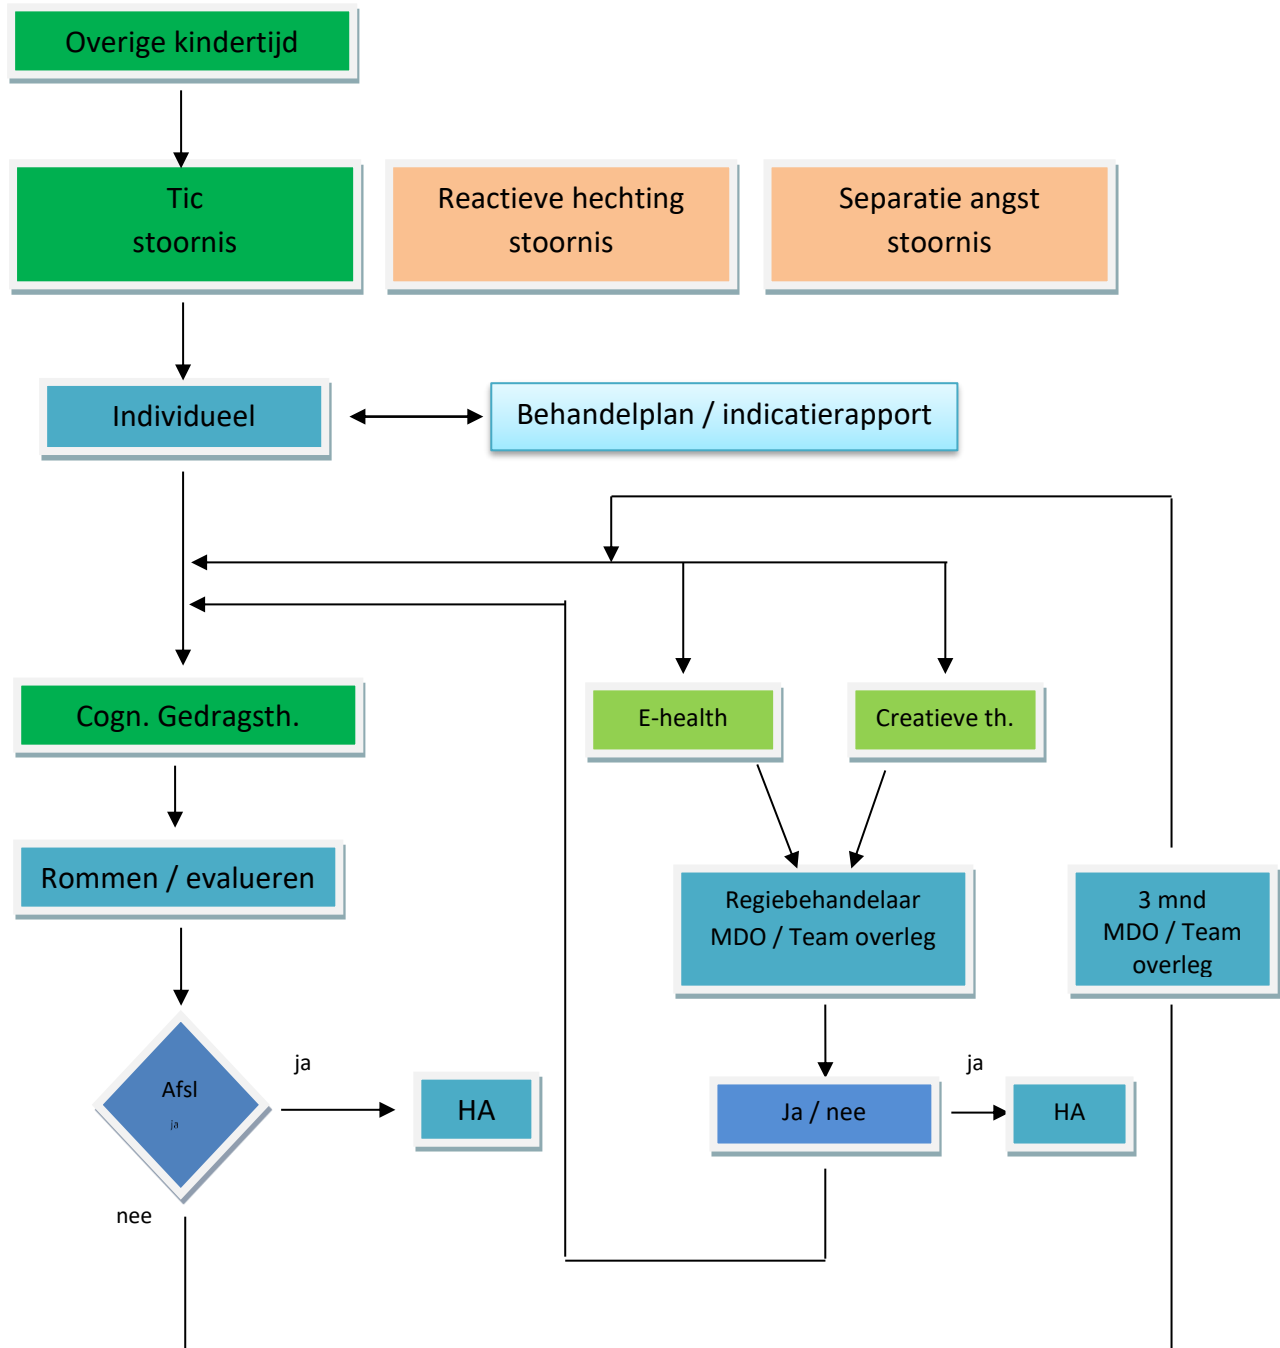 Overige kindertijd
Tic
stoornis
Reactieve hechting
stoornis
Separatie angst
stoornis
Individueel
Behandelplan / indicatierapport
Cogn. Gedragsth.
E-health
Creatieve th.
Rommen / evalueren
Regiebehandelaar
MDO / Team overleg
3 mnd
MDO / Team
overleg
Afsl
ja
ja
HA
Ja / nee
ja
HA
nee